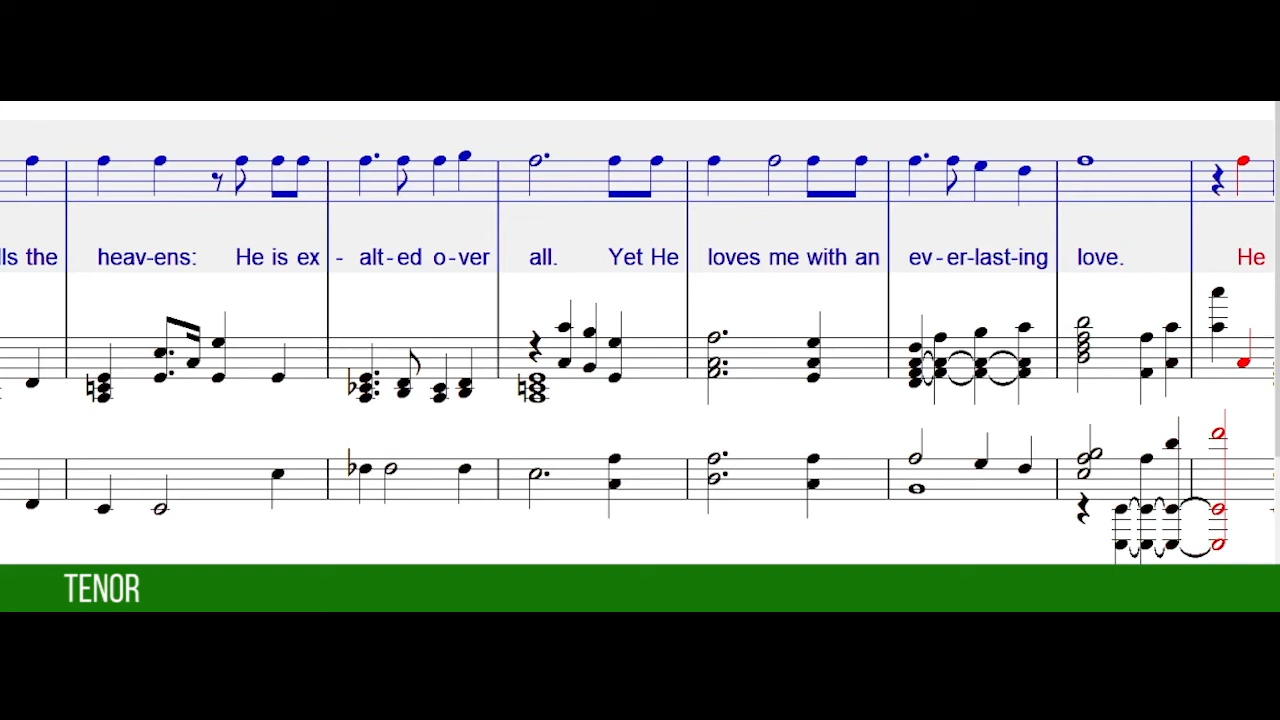 lls the heav-ens: He is ex - alt-ed o-ver all. Yet He loves me with an ev-er-last-ing love. He
TENOR